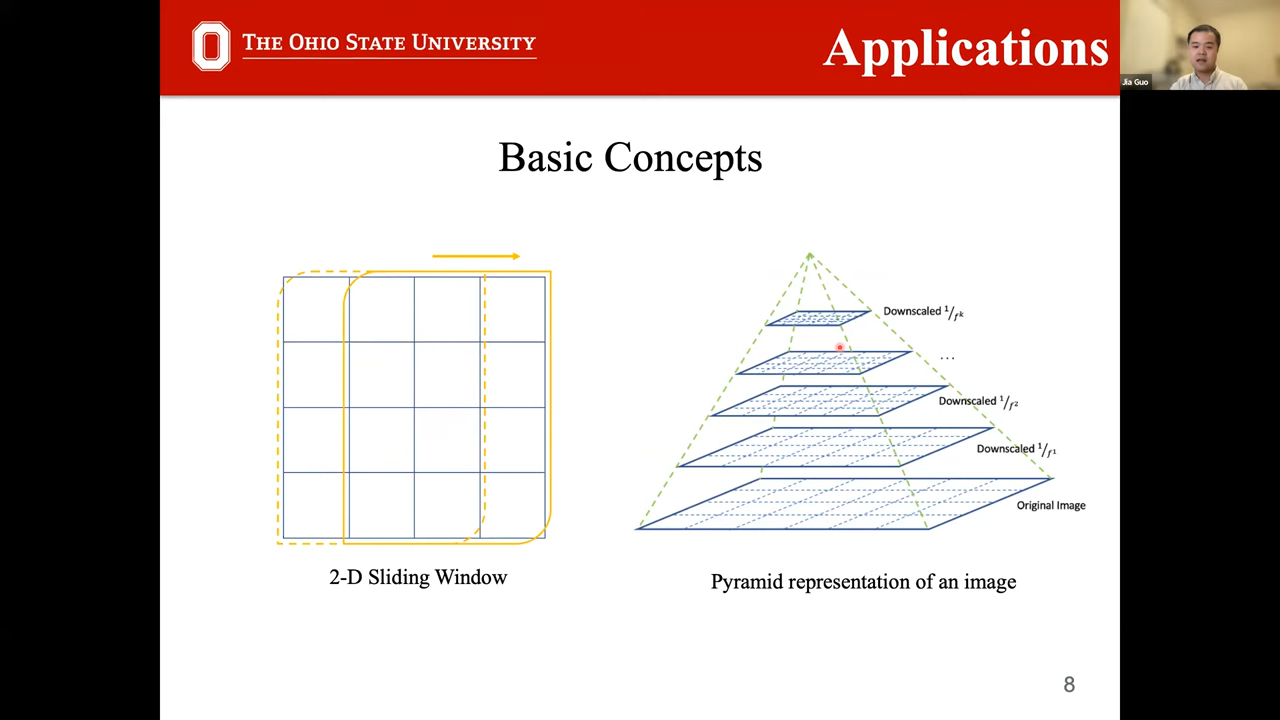 THE OHIO STATE UNIVERSITY
Applications
Jia Guo
Basic Concepts
Downscaled 1/f^k
...
Downscaled 1/f^2
Downscaled 1/f^1
Original Image
2-D Sliding Window
Pyramid representation of an image
8